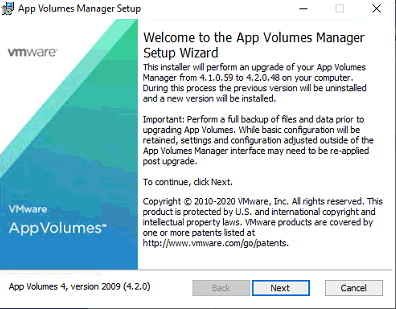 App Volumes Manager Setup
vmware
Welcome to the App Volumes Manager
Setup Wizard
This installer will perform an upgrade of your App Volumes
Manager from 4.1.0.59 to 4.2.0.48 on your computer.
During this process the previous version will be uninstalled
and a new version will be installed.
Important: Perform a full backup of files and data prior to
upgrading App Volumes. While basic configuration will be
retained, settings and configuration adjusted outside of the
App Volumes Manager interface may need to be re-applied
post upgrade.
To continue, click Next.
Copyright © 2010-2020 VMware, Inc. All rights reserved. This
product is protected by U.S. and international copyright and
intellectual property laws. VMware products are covered by
one or more patents listed at
http://www.vmware.com/go/patents.
VMware
AppVolumes™
App Volumes 4, version 2009 (4.2.0)
Back
Next
Cancel